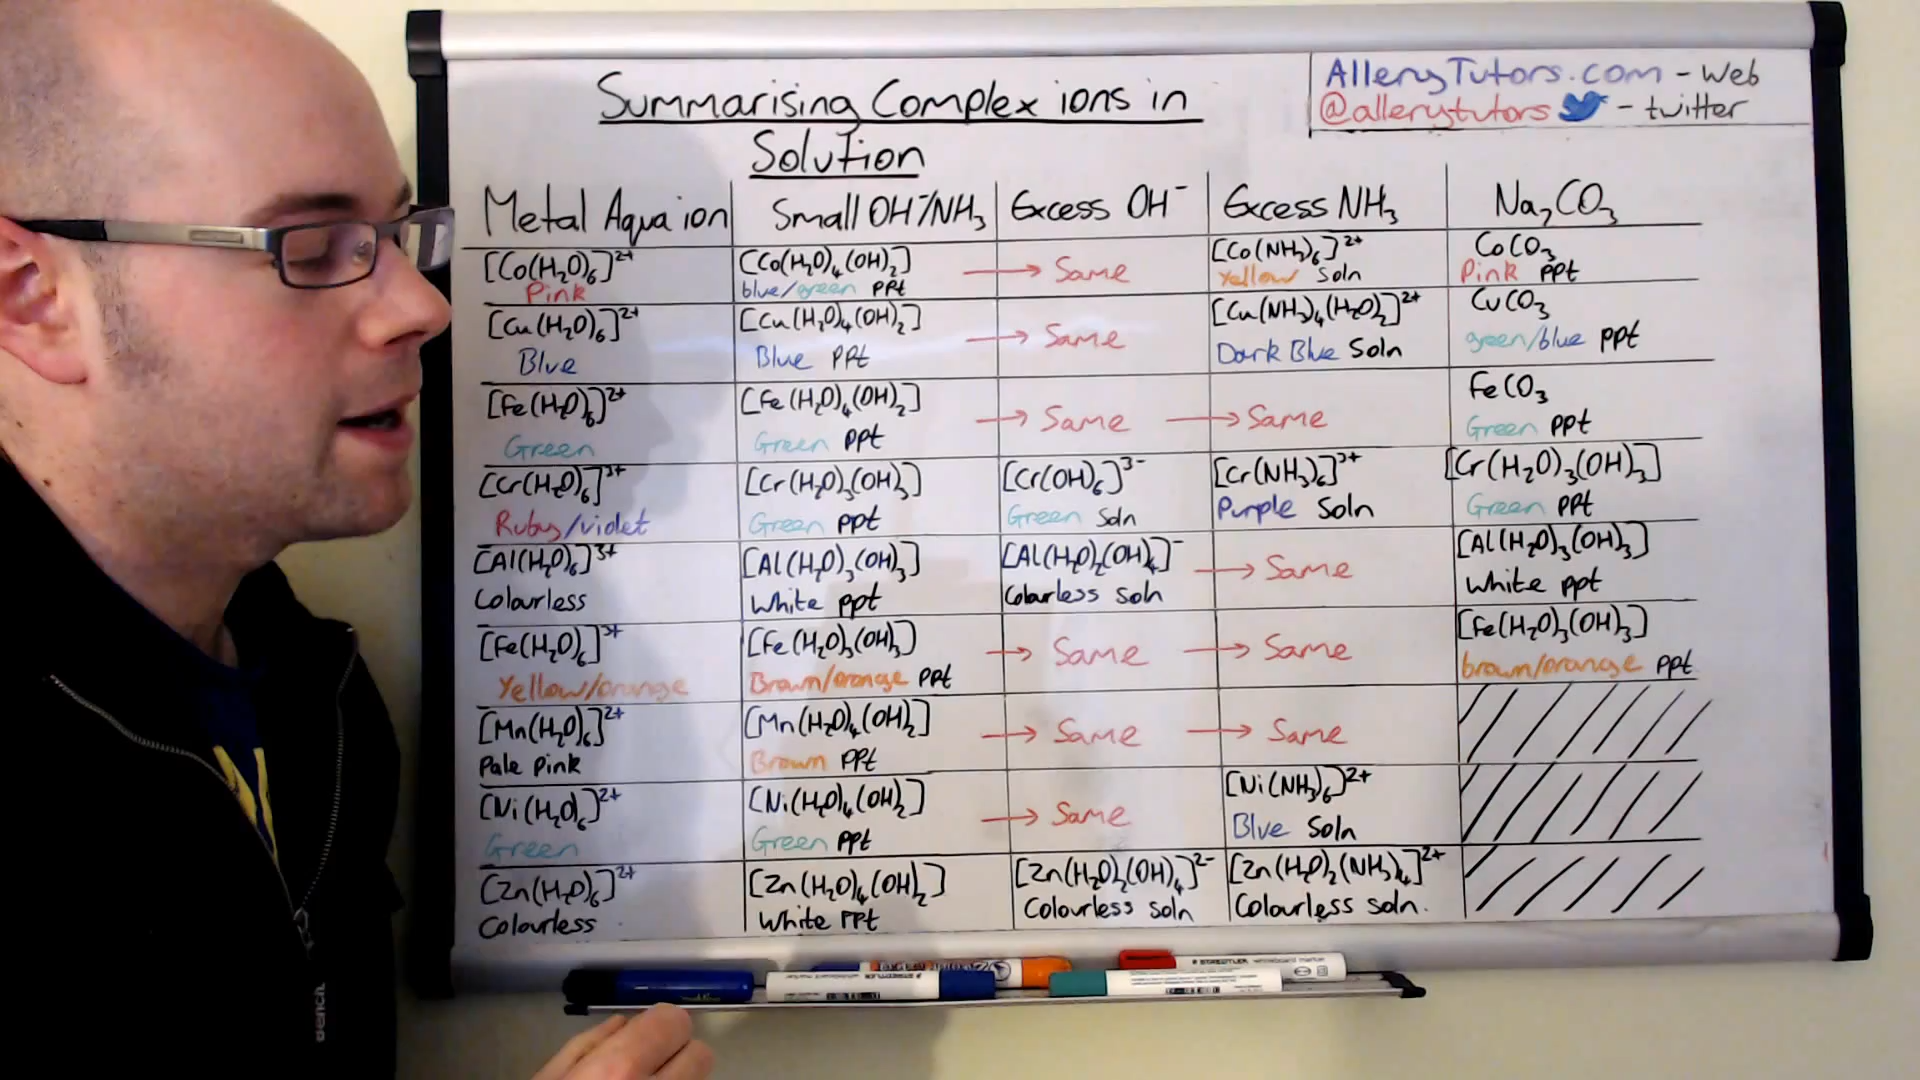 Summarising Complex ions in
Solution
AlleryTutors.com - Web
@allerytutors - twitter
Metal Aqua ion Small OH⁻/NH₃ Excess OH⁻ Excess NH₃ Na₂CO₃
[Co(H₂O)₆]²⁺ [Co(H₂O)₄(OH)₂] → Same [Co(NH₃)₆]²⁺ CoCO₃
Pink blue/green ppt Yellow Soln Pink ppt
[Cu(H₂O)₆]²⁺ [Cu(H₂O)₄(OH)₂] → Same [Cu(NH₃)₄(H₂O)₂]²⁺ CuCO₃
Blue Blue PPt Dark Blue Soln green/blue ppt
[Fe(H₂O)₆]²⁺ [Fe(H₂O)₄(OH)₂] → Same → Same FeCO₃
Green Green ppt Green ppt
[Cr(H₂O)₆]³⁺ [Cr(H₂O)₃(OH)₃] [Cr(OH)₆]³⁻ [Cr(NH₃)₆]³⁺ [Cr(H₂O)₃(OH)₃]
Ruby/violet Green ppt Green Soln Purple Soln Green ppt
[Al(H₂O)₆]³⁺ [Al(H₂O)₃(OH)₃] [Al(H₂O)₂(OH)₄]⁻ → Same [Al(H₂O)₃(OH)₃]
Colourless White ppt Colourless soln White ppt
[Fe(H₂O)₆]³⁺ [Fe(H₂O)₃(OH)₃] → Same → Same [Fe(H₂O)₃(OH)₃]
Yellow/orange Brown/orange ppt brown/orange ppt
[Mn(H₂O)₆]²⁺ [Mn(H₂O)₄(OH)₂] → Same → Same
Pale pink Brown PPt
[Ni(H₂O)₆]²⁺ [Ni(H₂O)₄(OH)₂] → Same [Ni(NH₃)₆]²⁺
Green Green PPt Blue Soln
[Zn(H₂O)₆]²⁺ [Zn(H₂O)₄(OH)₂] [Zn(H₂O)₂(OH)₄]²⁻ [Zn(H₂O)₂(NH₃)₄]²⁺
Colourless White PPt Colourless soln Colourless soln.
STAEDTLER whiteboard marker
BENCH